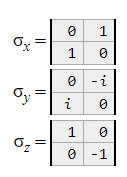 σx = 0 1
1 0
σy = 0 -i
i 0
σz = 1 0
0 -1